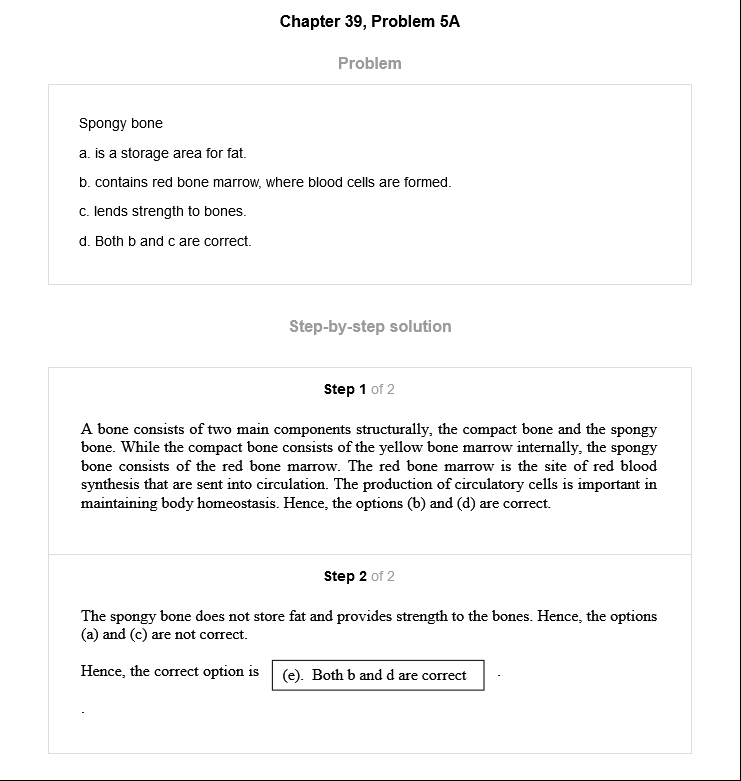 Chapter 39, Problem 5A
Problem
Spongy bone
a. is a storage area for fat.
b. contains red bone marrow, where blood cells are formed.
c. lends strength to bones.
d. Both b and c are correct.
Step-by-step solution
Step 1 of 2
A bone consists of two main components structurally, the compact bone and the spongy
bone. While the compact bone consists of the yellow bone marrow internally, the spongy
bone consists of the red bone marrow. The red bone marrow is the site of red blood
synthesis that are sent into circulation. The production of circulatory cells is important in
maintaining body homeostasis. Hence, the options (b) and (d) are correct.
Step 2 of 2
The spongy bone does not store fat and provides strength to the bones. Hence, the options
(a) and (c) are not correct.
Hence, the correct option is (e). Both b and d are correct .
.